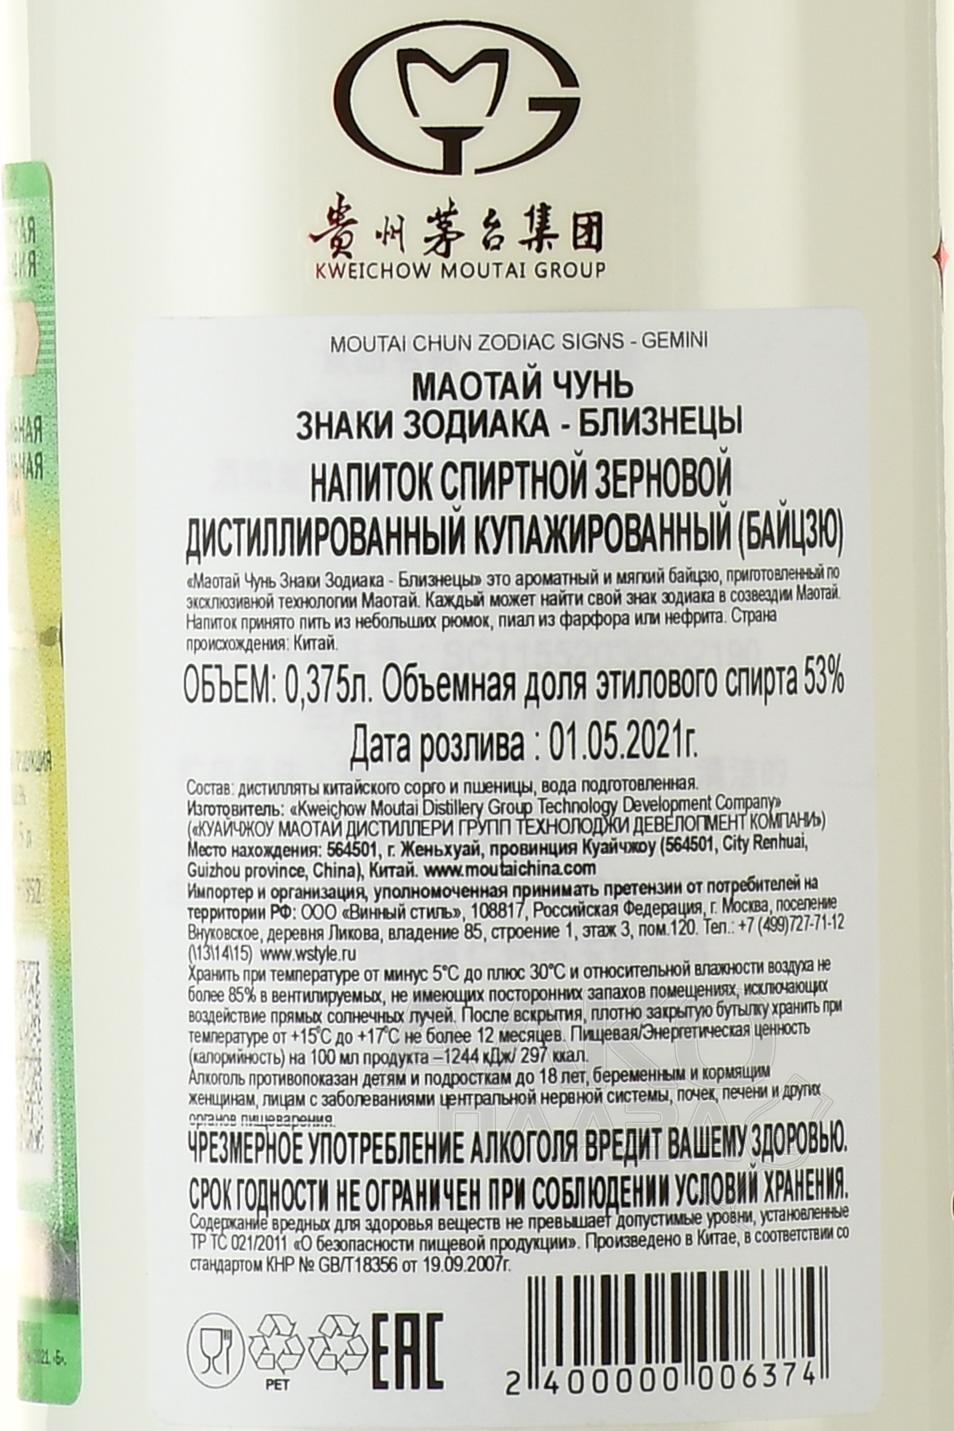 贵州茅台集团
KWEICHOW MOUTAI GROUP
MOUTAI CHUN ZODIAC SIGNS - GEMINI
МАОТАЙ ЧУНЬ
ЗНАКИ ЗОДИАКА - БЛИЗНЕЦЫ
НАПИТОК СПИРТНОЙ ЗЕРНОВОЙ
ДИСТИЛЛИРОВАННЫЙ КУПАЖИРОВАННЫЙ (БАЙЦЗЮ)
«Маотай Чунь Знаки Зодиака - Близнецы» это ароматный и мягкий байцзю, приготовленный по
эксклюзивной технологии Маотай. Каждый может найти свой знак зодиака в созвездии Маотай.
Напиток принято пить из небольших рюмок, пиал из фарфора или нефрита. Страна
происхождения: Китай.
ОБЪЕМ: 0,375л. Объемная доля этилового спирта 53%
Дата розлива : 01.05.2021г.
Состав: дистилляты китайского сорго и пшеницы, вода подготовленная.
Изготовитель: «Kweichow Moutai Distillery Group Technology Development Company»
(«КУАЙЧЖОУ МАОТАЙ ДИСТИЛЛЕРИ ГРУПП ТЕХНОЛОДЖИ ДЕВЕЛОПМЕНТ КОМПАНИ»)
Место нахождения: 564501, г. Женьхуай, провинция Куайчжоу (564501, City Renhuai,
Guizhou province, China), Китай. www.moutaichina.com
Импортер и организация, уполномоченная принимать претензии от потребителей на
территории РФ: ООО «Винный стиль», 108817, Российская Федерация, г. Москва, поселение
Внуковское, деревня Ликова, владение 85, строение 1, этаж 3, пом.120. Тел.: +7 (499)727-71-12
(\13\14\15) www.wstyle.ru
Хранить при температуре от минус 5°С до плюс 30°С и относительной влажности воздуха не
более 85% в вентилируемых, не имеющих посторонних запахов помещениях, исключающих
воздействие прямых солнечных лучей. После вскрытия, плотно закрытую бутылку хранить при
температуре от +15°С до +17°С не более 12 месяцев. Пищевая/Энергетическая ценность
(калорийность) на 100 мл продукта –1244 кДж/ 297 ккал.
Алкоголь противопоказан детям и подросткам до 18 лет, беременным и кормящим
женщинам, лицам с заболеваниями центральной нервной системы, почек, печени и других
органов пищеварения.
ЧРЕЗМЕРНОЕ УПОТРЕБЛЕНИЕ АЛКОГОЛЯ ВРЕДИТ ВАШЕМУ ЗДОРОВЬЮ.
СРОК ГОДНОСТИ НЕ ОГРАНИЧЕН ПРИ СОБЛЮДЕНИИ УСЛОВИЙ ХРАНЕНИЯ.
Содержание вредных для здоровья веществ не превышает допустимые уровни, установленные
ТР ТС 021/2011 «О безопасности пищевой продукции». Произведено в Китае, в соответствии со
стандартом КНР № GB/T18356 от 19.09.2007г.
PET
EAC
2 400000 006374